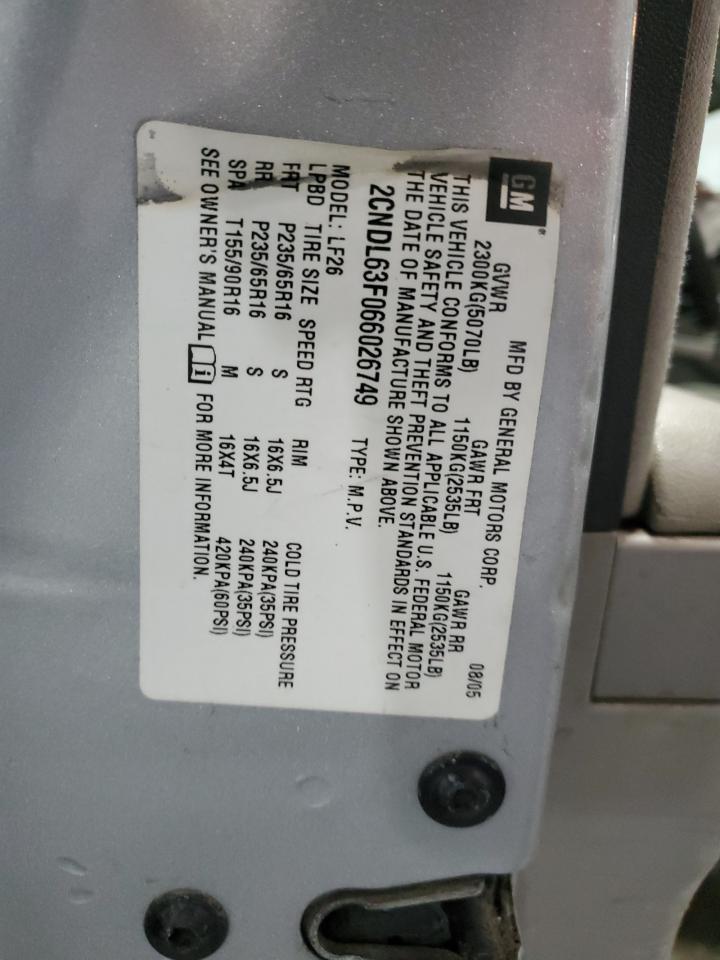 GM®
MFD BY GENERAL MOTORS CORP. 08/05
GVWR GAWR FRT GAWR RR
2300KG(5070LB) 1150KG(2535LB) 1150KG(2535LB)
THIS VEHICLE CONFORMS TO ALL APPLICABLE U.S. FEDERAL MOTOR
VEHICLE SAFETY AND THEFT PREVENTION STANDARDS IN EFFECT ON
THE DATE OF MANUFACTURE SHOWN ABOVE.
2CNDL63F066026749 TYPE: M.P.V.
MODEL: LF26
LPBD TIRE SIZE SPEED RTG RIM COLD TIRE PRESSURE
FRT P235/65R16 S 16X6.5J 240KPA(35PSI)
RR P235/65R16 S 16X6.5J 240KPA(35PSI)
SPA T155/90R16 M 16X4T 420KPA(60PSI)
SEE OWNER'S MANUAL i FOR MORE INFORMATION.